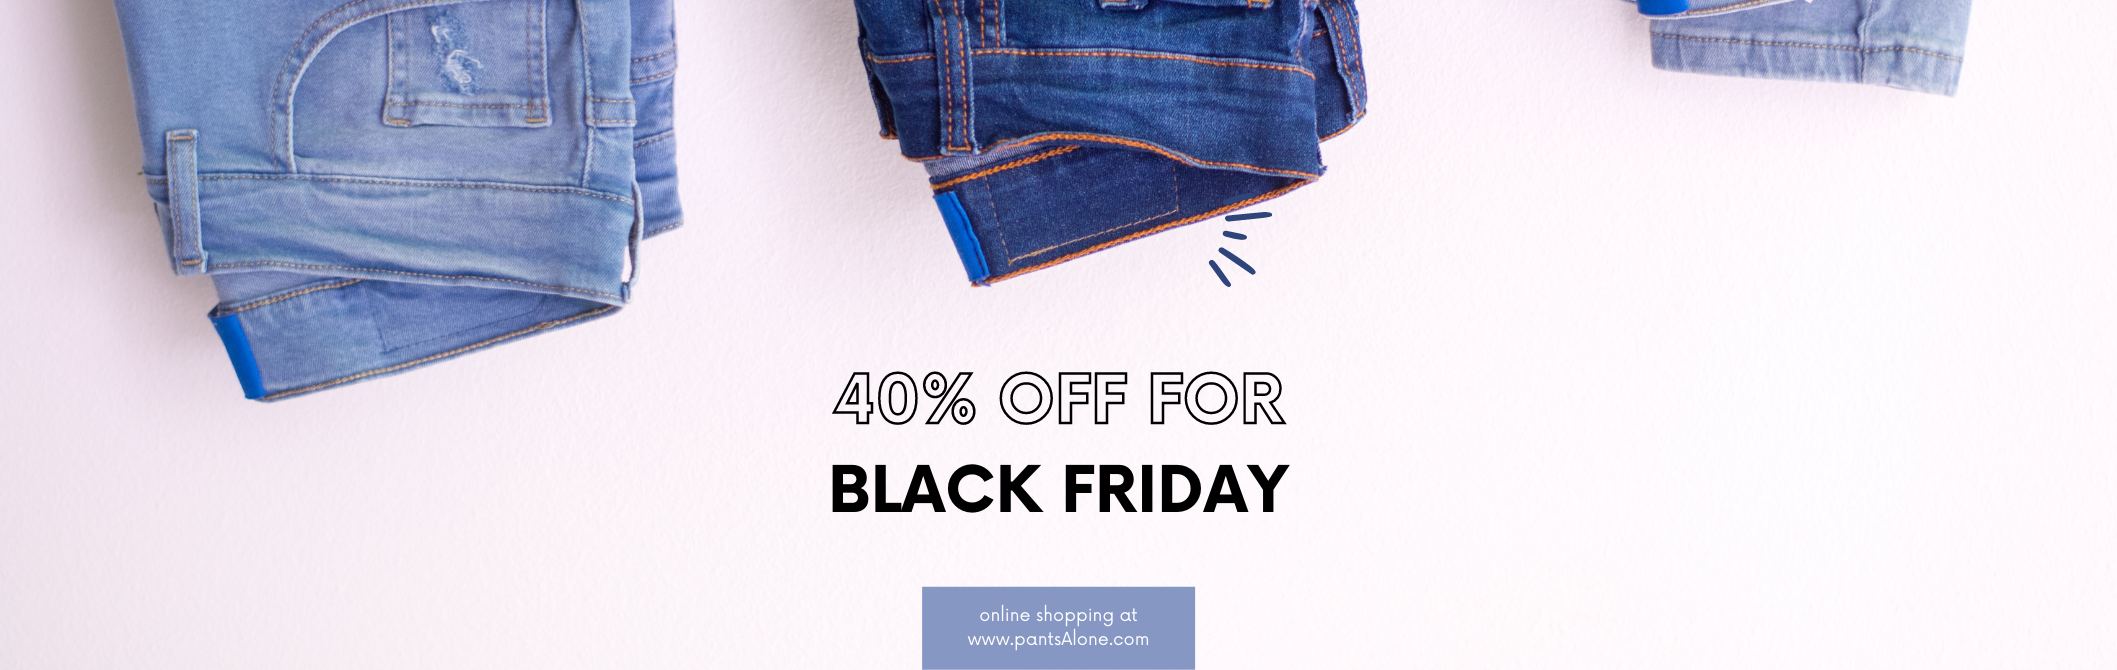 40% OFF FOR
BLACK FRIDAY
online shopping at
www.pantsAlone.com